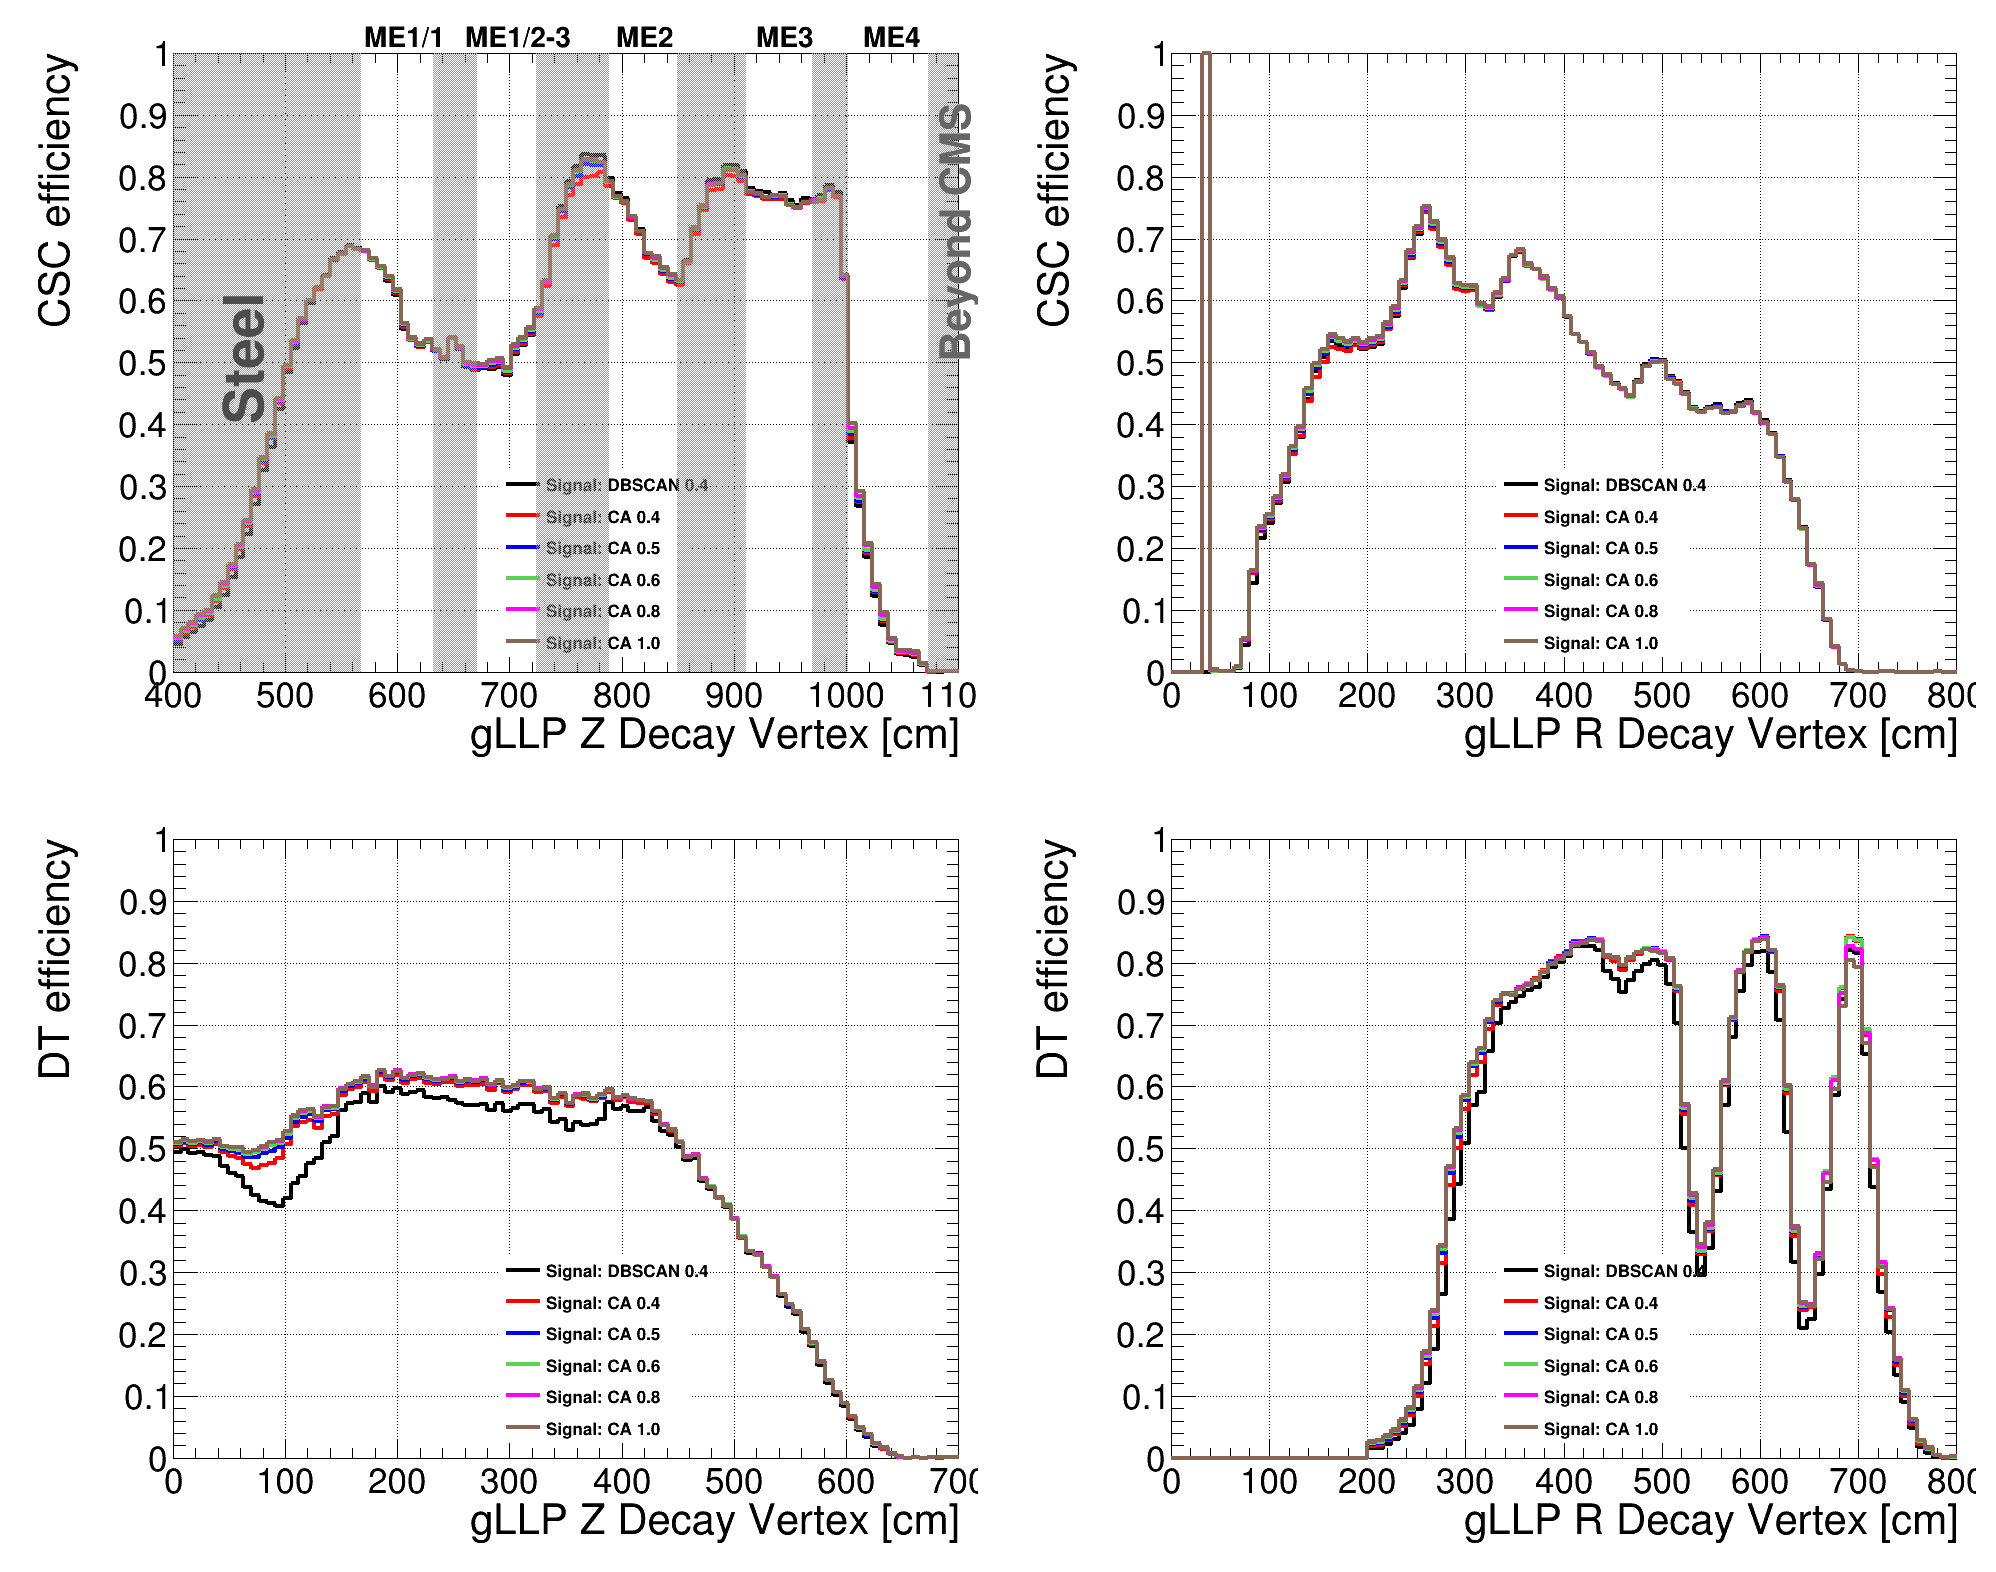 ME1/1 ME1/2-3 ME2 ME3 ME4
CSC efficiency
1
0.9
0.8
0.7
0.6
0.5
0.4
0.3
0.2
0.1
0
Steel
Beyond CMS
Signal: DBSCAN 0.4
Signal: CA 0.4
Signal: CA 0.5
Signal: CA 0.6
Signal: CA 0.8
Signal: CA 1.0
400 500 600 700 800 900 1000 110
gLLP Z Decay Vertex [cm]
CSC efficiency
1
0.9
0.8
0.7
0.6
0.5
0.4
0.3
0.2
0.1
0
Signal: DBSCAN 0.4
Signal: CA 0.4
Signal: CA 0.5
Signal: CA 0.6
Signal: CA 0.8
Signal: CA 1.0
0 100 200 300 400 500 600 700 800
gLLP R Decay Vertex [cm]
DT efficiency
1
0.9
0.8
0.7
0.6
0.5
0.4
0.3
0.2
0.1
0
Signal: DBSCAN 0.4
Signal: CA 0.4
Signal: CA 0.5
Signal: CA 0.6
Signal: CA 0.8
Signal: CA 1.0
0 100 200 300 400 500 600 700
gLLP Z Decay Vertex [cm]
DT efficiency
1
0.9
0.8
0.7
0.6
0.5
0.4
0.3
0.2
0.1
0
Signal: DBSCAN 0.4
Signal: CA 0.4
Signal: CA 0.5
Signal: CA 0.6
Signal: CA 0.8
Signal: CA 1.0
0 100 200 300 400 500 600 700 800
gLLP R Decay Vertex [cm]